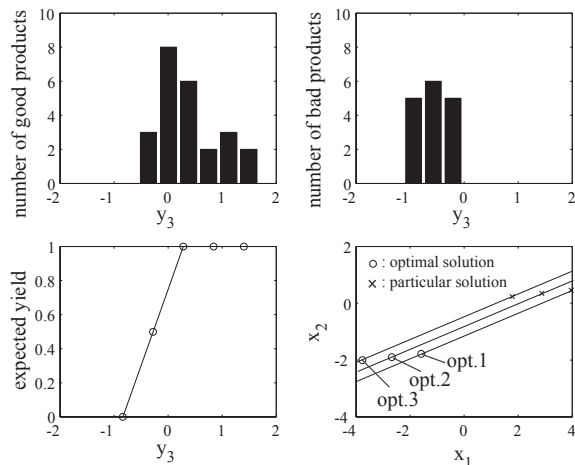 number of good products
10
8
6
4
2
0
-2 -1 0 1 2
y3
number of bad products
10
8
6
4
2
0
-2 -1 0 1 2
y3
expected yield
1
0.8
0.6
0.4
0.2
0
-2 -1 0 1 2
y3
x2
2
0
-2
-4
○ : optimal solution
× : particular solution
opt.1
opt.2
opt.3
-4 -2 0 2 4
x1